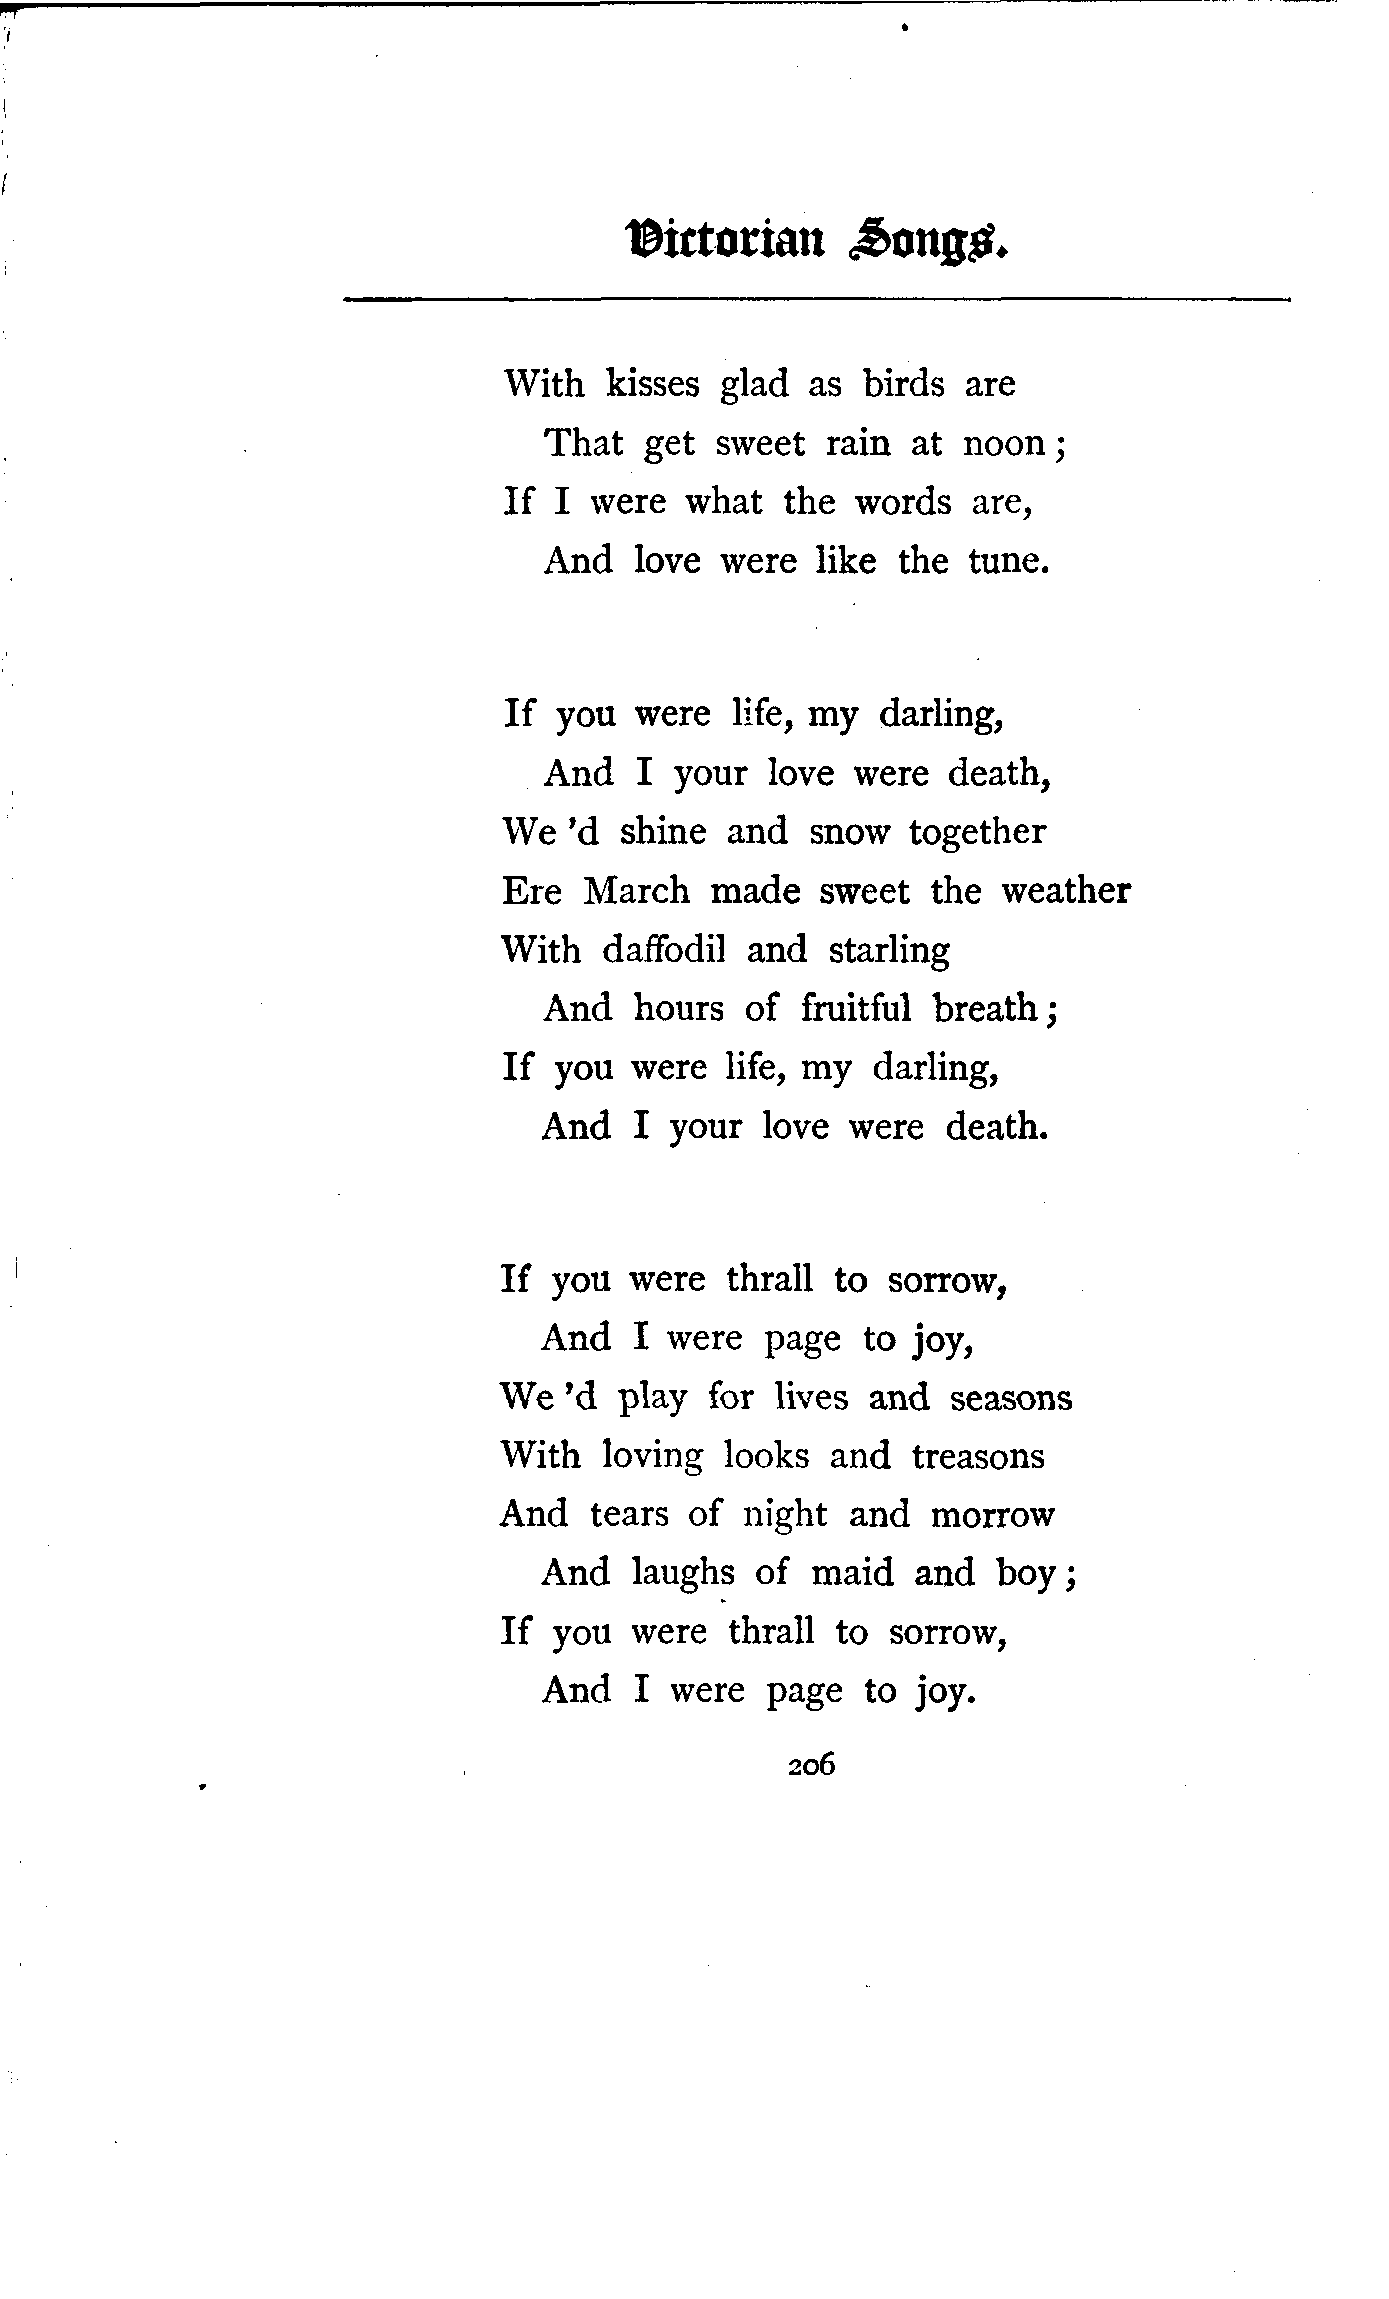 Victorian Songs.
With kisses glad as birds are
That get sweet rain at noon;
If I were what the words are,
And love were like the tune.
If you were life, my darling,
And I your love were death,
We 'd shine and snow together
Ere March made sweet the weather
With daffodil and starling
And hours of fruitful breath;
If you were life, my darling,
And I your love were death.
If you were thrall to sorrow,
And I were page to joy,
We 'd play for lives and seasons
With loving looks and treasons
And tears of night and morrow
And laughs of maid and boy;
If you were thrall to sorrow,
And I were page to joy.
206